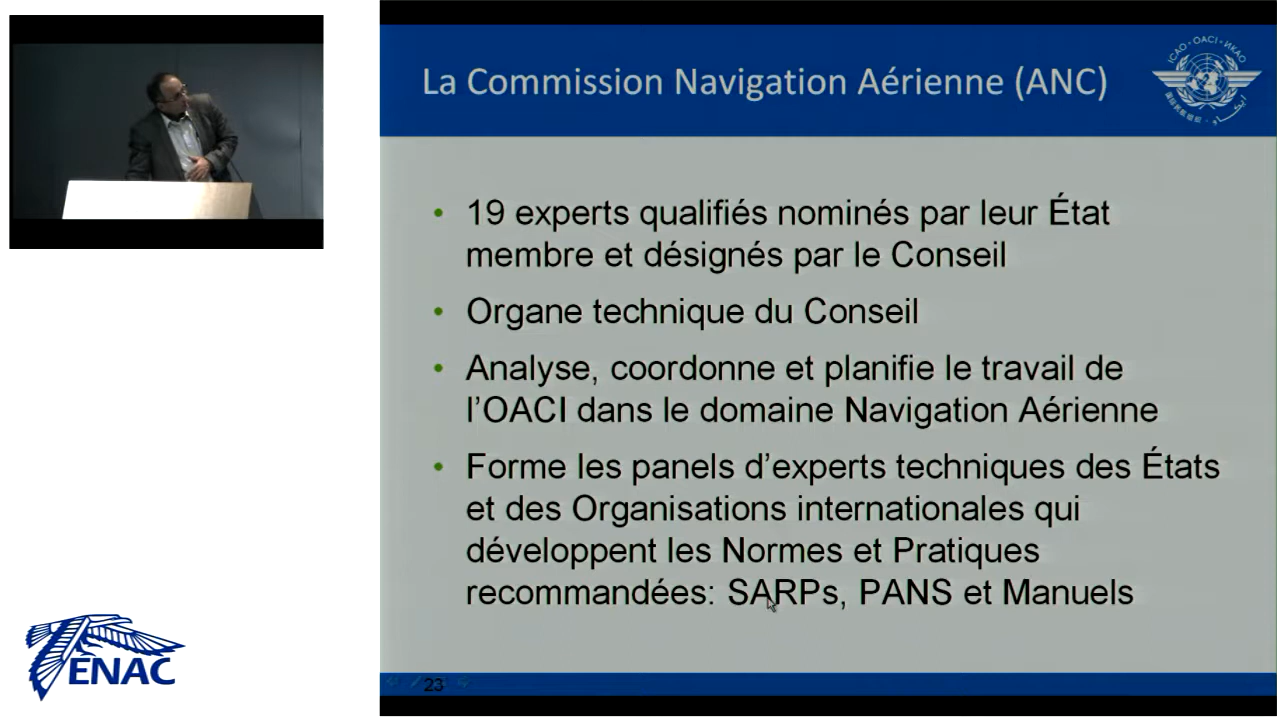 La Commission Navigation Aérienne (ANC)
ICAO · OACI · ИКАО
• 19 experts qualifiés nominés par leur État
membre et désignés par le Conseil
• Organe technique du Conseil
• Analyse, coordonne et planifie le travail de
l’OACI dans le domaine Navigation Aérienne
• Forme les panels d’experts techniques des États
et des Organisations internationales qui
développent les Normes et Pratiques
recommandées: SARPs, PANS et Manuels
23
ENAC